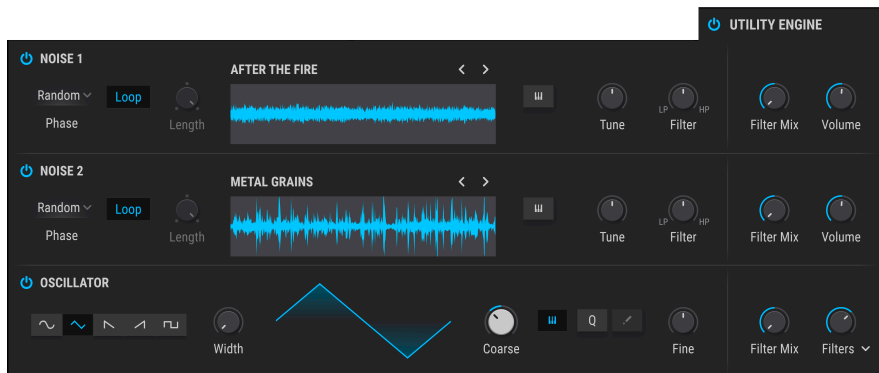 UTILITY ENGINE
NOISE 1
AFTER THE FIRE
Random Loop
LP HP
Phase Length Tune Filter Filter Mix Volume
NOISE 2
METAL GRAINS
Random Loop
LP HP
Phase Length Tune Filter Filter Mix Volume
OSCILLATOR
Q
Width Coarse Fine Filter Mix Filters